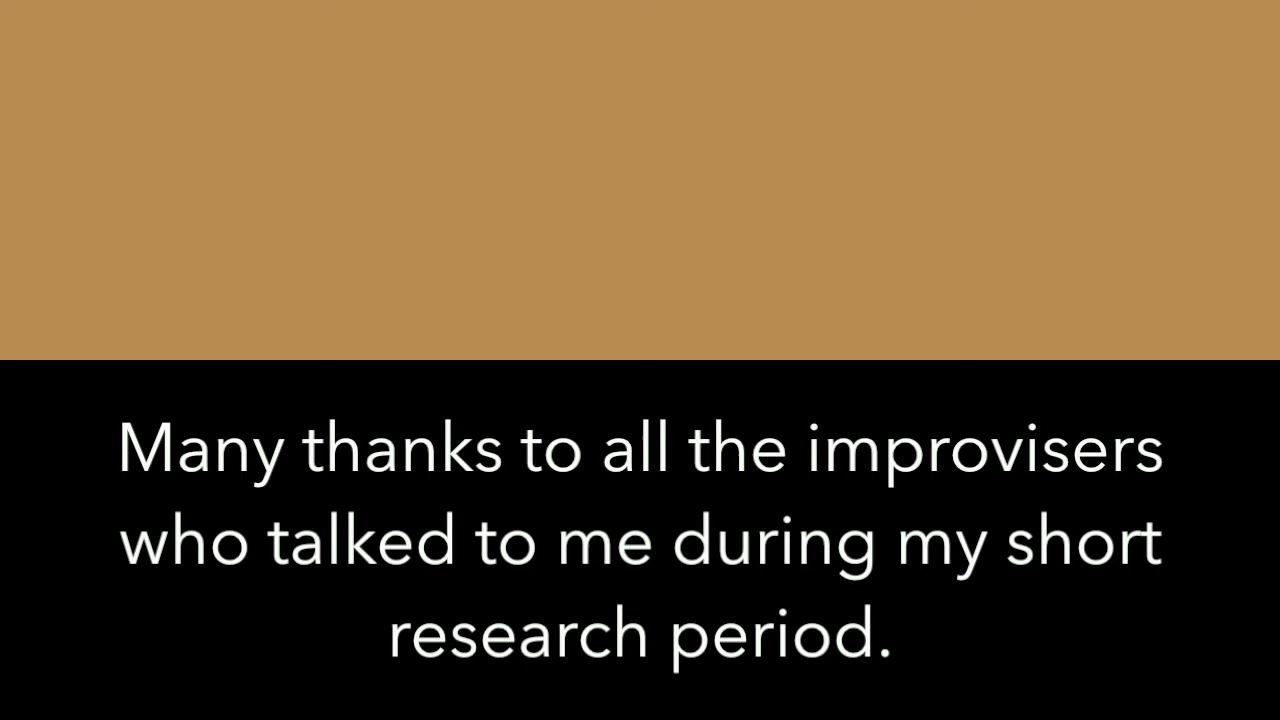 Many thanks to all the improvisers
who talked to me during my short
research period.